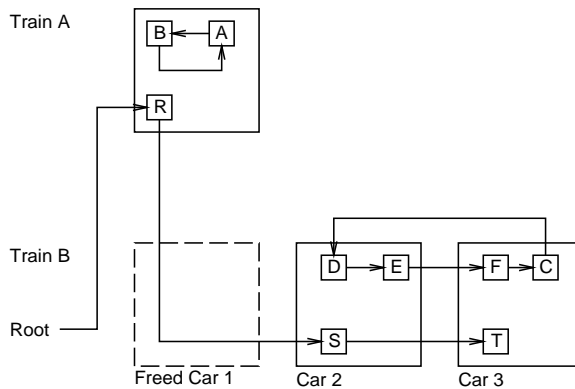 Train A
B A
R
Train B
D E F C
Root
S T
Freed Car 1 Car 2 Car 3